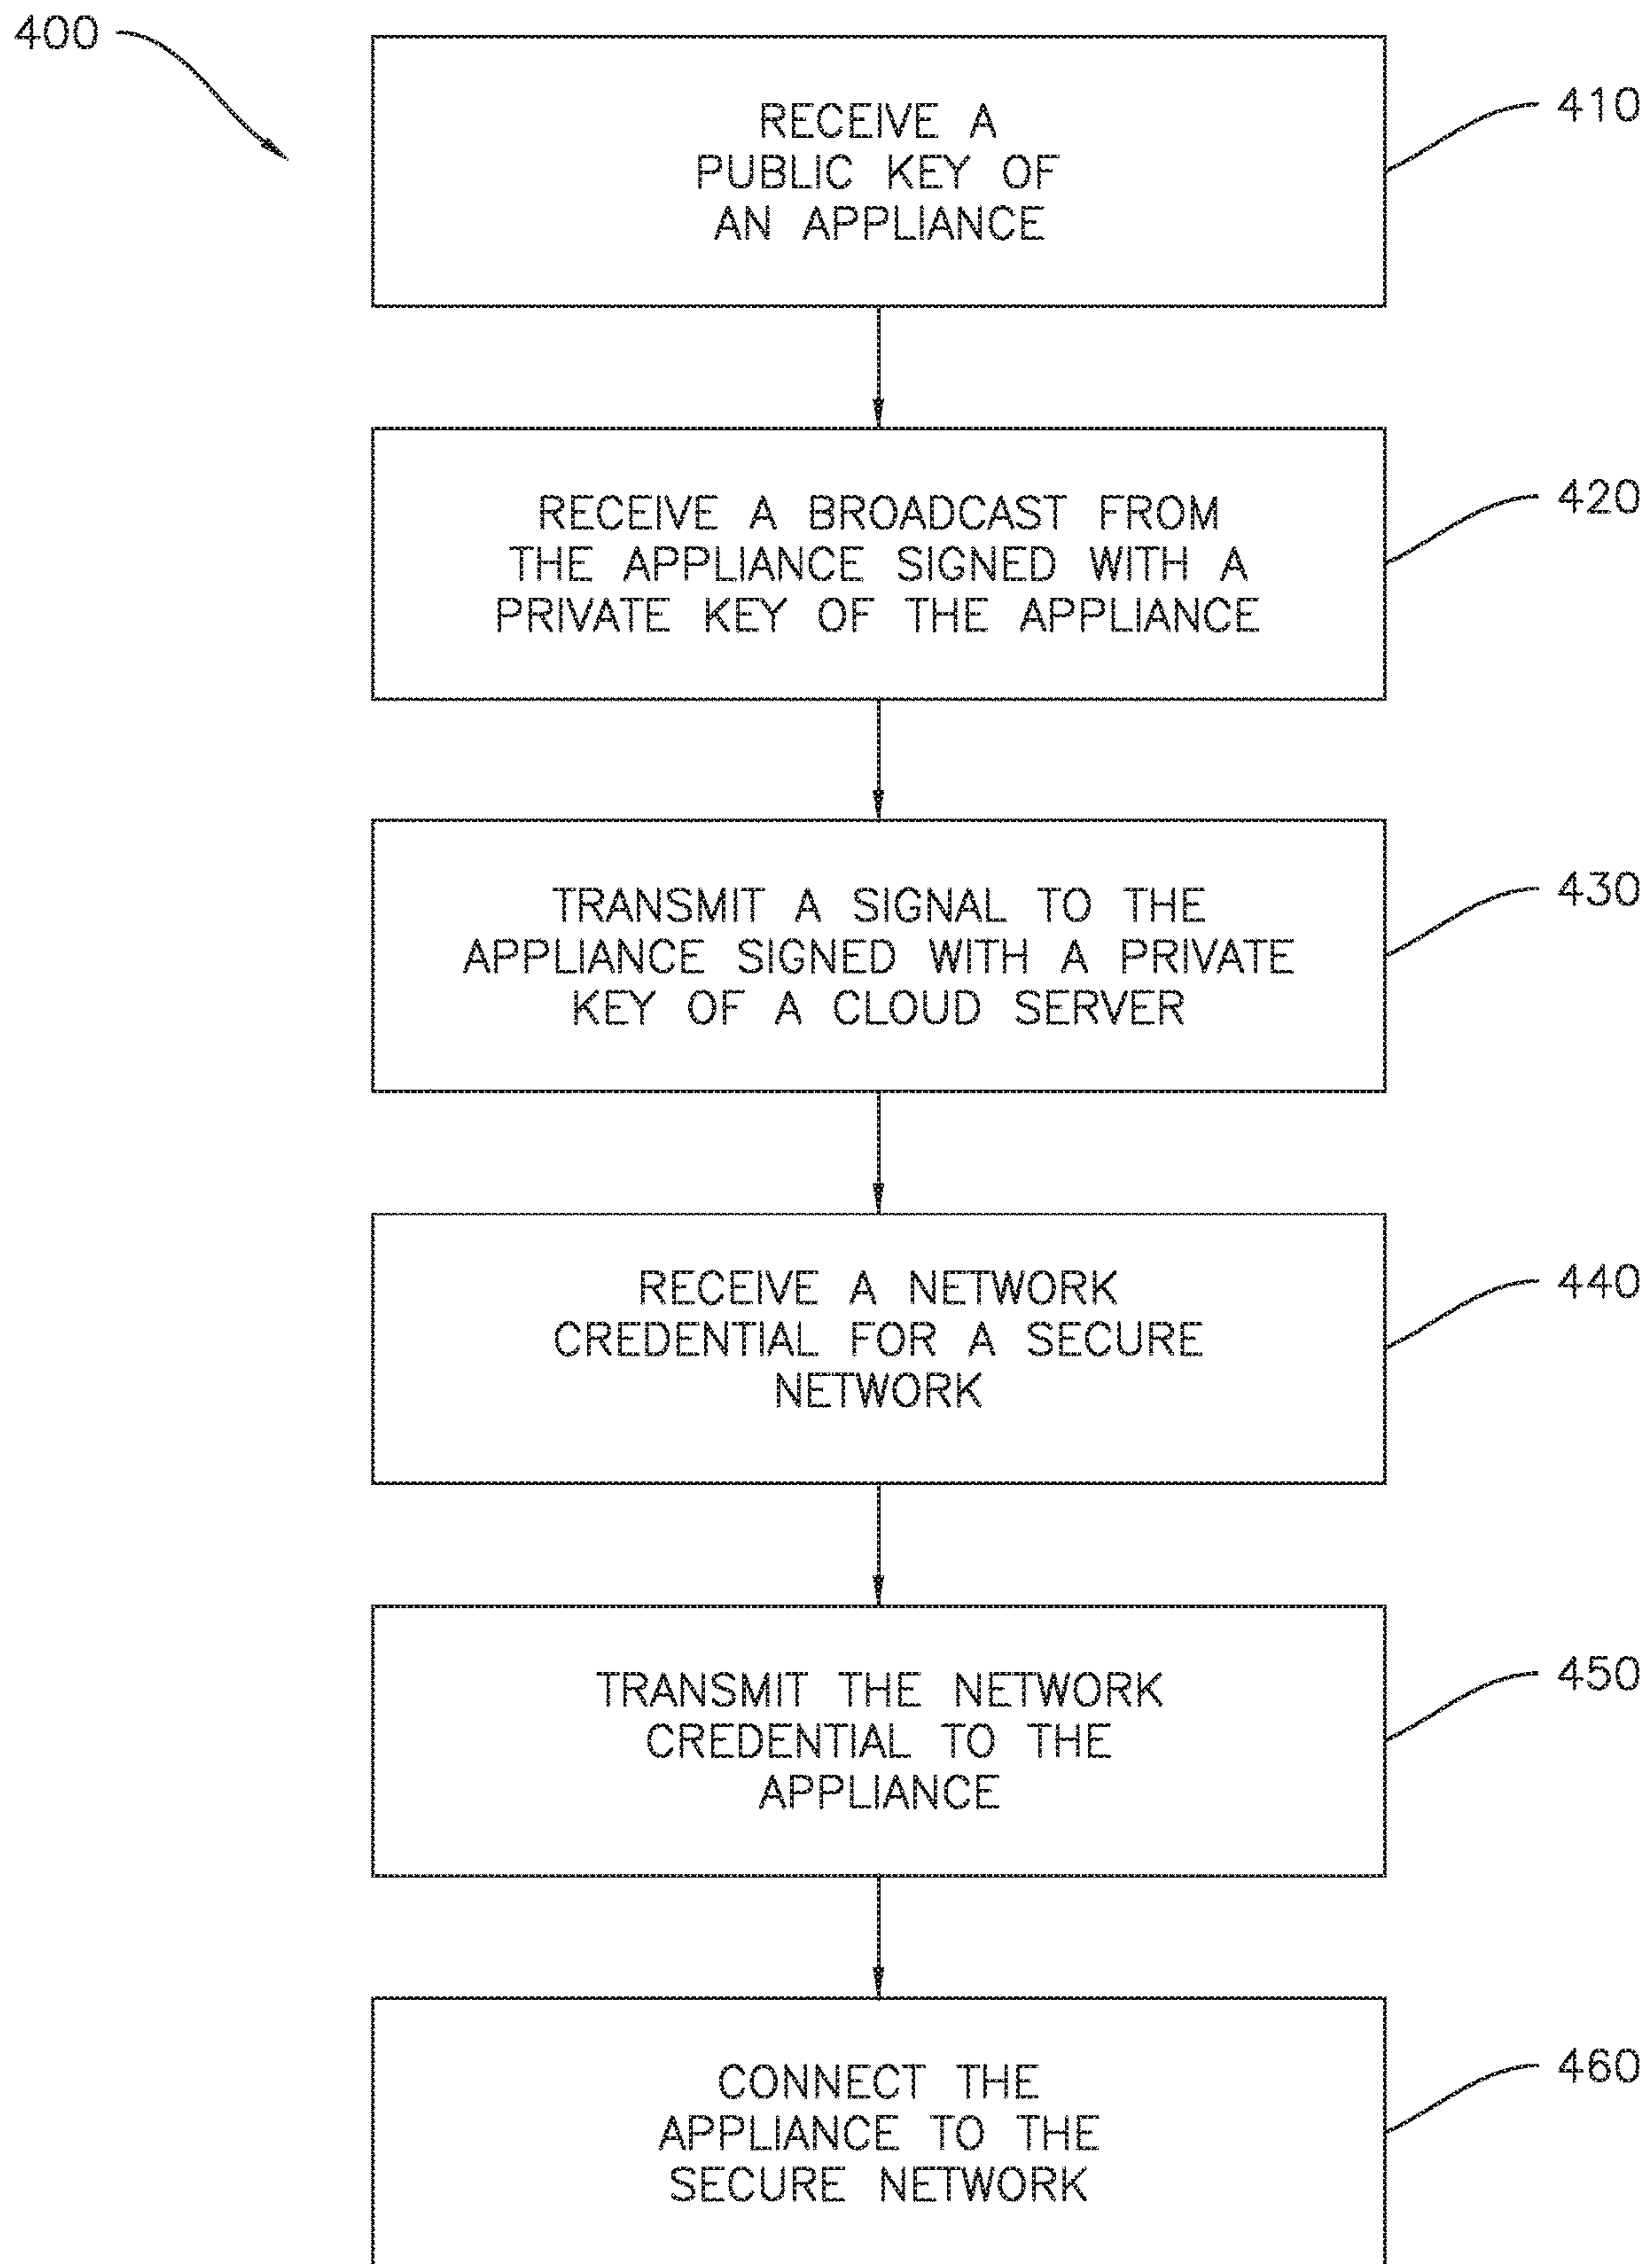 400
RECEIVE A
PUBLIC KEY OF
AN APPLIANCE
410
RECEIVE A BROADCAST FROM
THE APPLIANCE SIGNED WITH A
PRIVATE KEY OF THE APPLIANCE
420
TRANSMIT A SIGNAL TO THE
APPLIANCE SIGNED WITH A PRIVATE
KEY OF A CLOUD SERVER
430
RECEIVE A NETWORK
CREDENTIAL FOR A SECURE
NETWORK
440
TRANSMIT THE NETWORK
CREDENTIAL TO THE
APPLIANCE
450
CONNECT THE
APPLIANCE TO THE
SECURE NETWORK
460